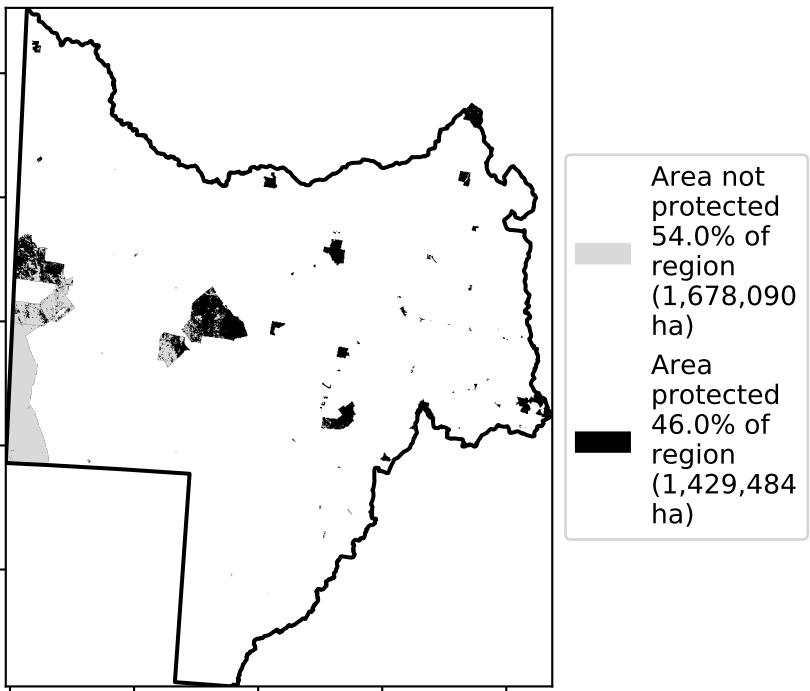 Area not
protected
54.0% of
region
(1,678,090
ha)
Area
protected
46.0% of
region
(1,429,484
ha)